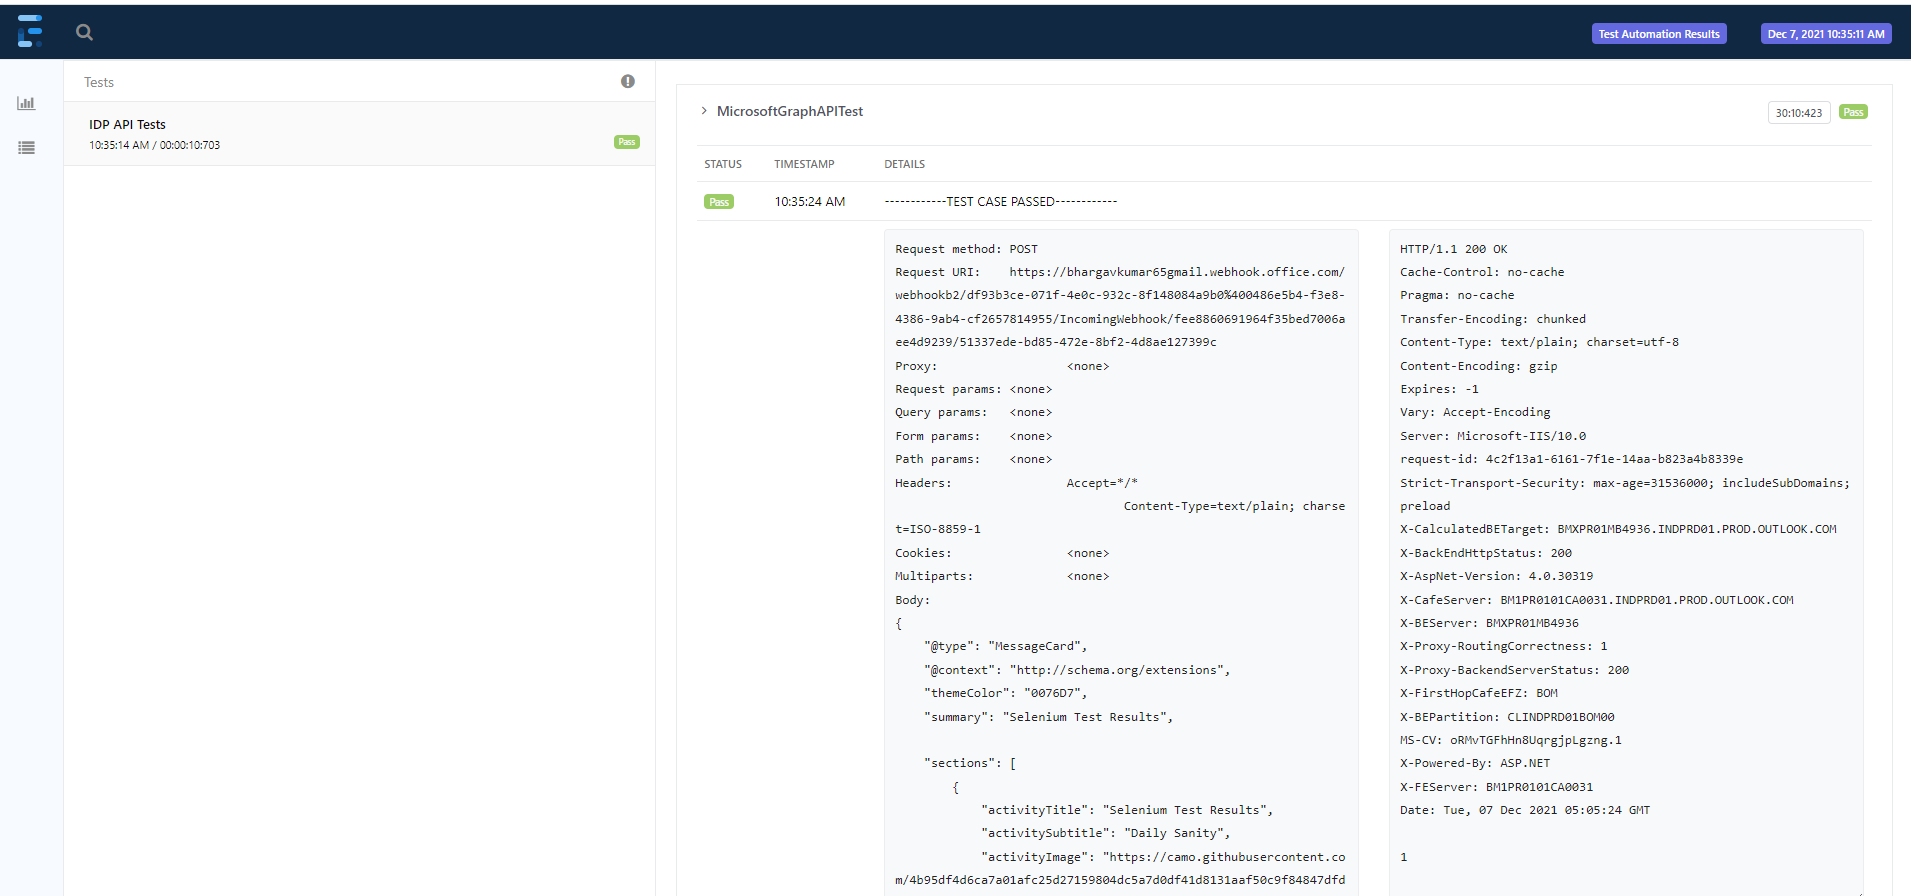 Test Automation Results
Dec 7, 2021 10:35:11 AM
Tests
IDP API Tests
10:35:14 AM / 00:00:10:703
Pass
MicrosoftGraphAPITest
30:10:423
Pass
STATUS TIMESTAMP DETAILS
Pass 10:35:24 AM ------------TEST CASE PASSED------------
Request method: POST
Request URI: https://bhargavkumar65gmail.webhook.office.com/
webhookb2/df93b3ce-071f-4e0c-932c-8f148084a9b0%400486e5b4-f3e8-
4386-9ab4-cf2657814955/IncomingWebhook/fee8860691964f35bed7006a
ee4d9239/51337ede-bd85-472e-8bf2-4d8ae127399c
Proxy: <none>
Request params: <none>
Query params: <none>
Form params: <none>
Path params: <none>
Headers: Accept=*/*
Content-Type=text/plain; charse
t=ISO-8859-1
Cookies: <none>
Multiparts: <none>
Body:
{
"@type": "MessageCard",
"@context": "http://schema.org/extensions",
"themeColor": "0076D7",
"summary": "Selenium Test Results",
"sections": [
{
"activityTitle": "Selenium Test Results",
"activitySubtitle": "Daily Sanity",
"activityImage": "https://camo.githubusercontent.co
m/4b95df4d6ca7a01afc25d27159804dc5a7d0df41d8131aaf50c9f84847dfd
HTTP/1.1 200 OK
Cache-Control: no-cache
Pragma: no-cache
Transfer-Encoding: chunked
Content-Type: text/plain; charset=utf-8
Content-Encoding: gzip
Expires: -1
Vary: Accept-Encoding
Server: Microsoft-IIS/10.0
request-id: 4c2f13a1-6161-7f1e-14aa-b823a4b8339e
Strict-Transport-Security: max-age=31536000; includeSubDomains;
preload
X-CalculatedBETarget: BMXPR01MB4936.INDPRD01.PROD.OUTLOOK.COM
X-BackEndHttpStatus: 200
X-AspNet-Version: 4.0.30319
X-CafeServer: BM1PR0101CA0031.INDPRD01.PROD.OUTLOOK.COM
X-BEServer: BMXPR01MB4936
X-Proxy-RoutingCorrectness: 1
X-Proxy-BackendServerStatus: 200
X-FirstHopCafeEFZ: BOM
X-BEPartition: CLINDPRD01BOM00
MS-CV: oRMvTGFhHn8UqrgjpLgzng.1
X-Powered-By: ASP.NET
X-FEServer: BM1PR0101CA0031
Date: Tue, 07 Dec 2021 05:05:24 GMT
1